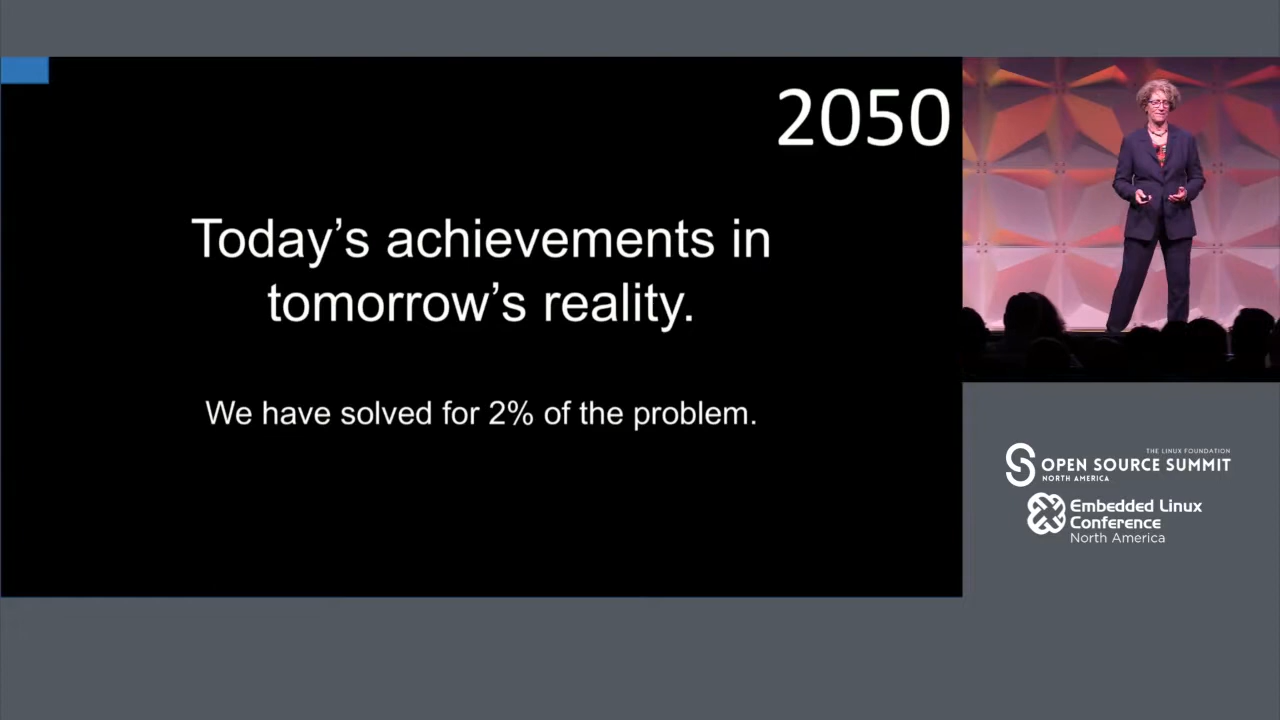 2050
Today's achievements in
tomorrow's reality.
We have solved for 2% of the problem.
THE LINUX FOUNDATION
OPEN SOURCE SUMMIT
NORTH AMERICA
Embedded Linux
Conference
North America